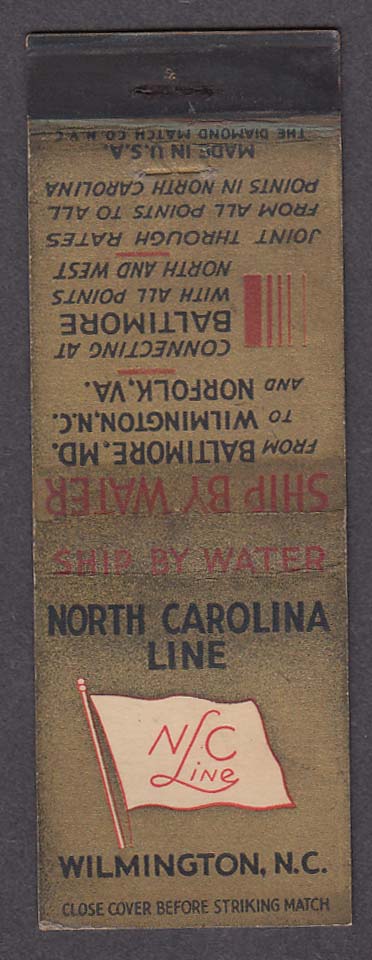 SHIP BY WATER
NORTH CAROLINA
LINE
N/C
Line
WILMINGTON, N.C.
CLOSE COVER BEFORE STRIKING MATCH
SHIP BY WATER
FROM BALTIMORE, MD.
TO WILMINGTON, N.C.
AND NORFOLK, VA.
CONNECTING AT
BALTIMORE
WITH ALL POINTS
NORTH AND WEST
JOINT THROUGH RATES
FROM ALL POINTS TO ALL
POINTS IN NORTH CAROLINA
MADE IN U.S.A.
THE DIAMOND MATCH CO. N.Y.C.